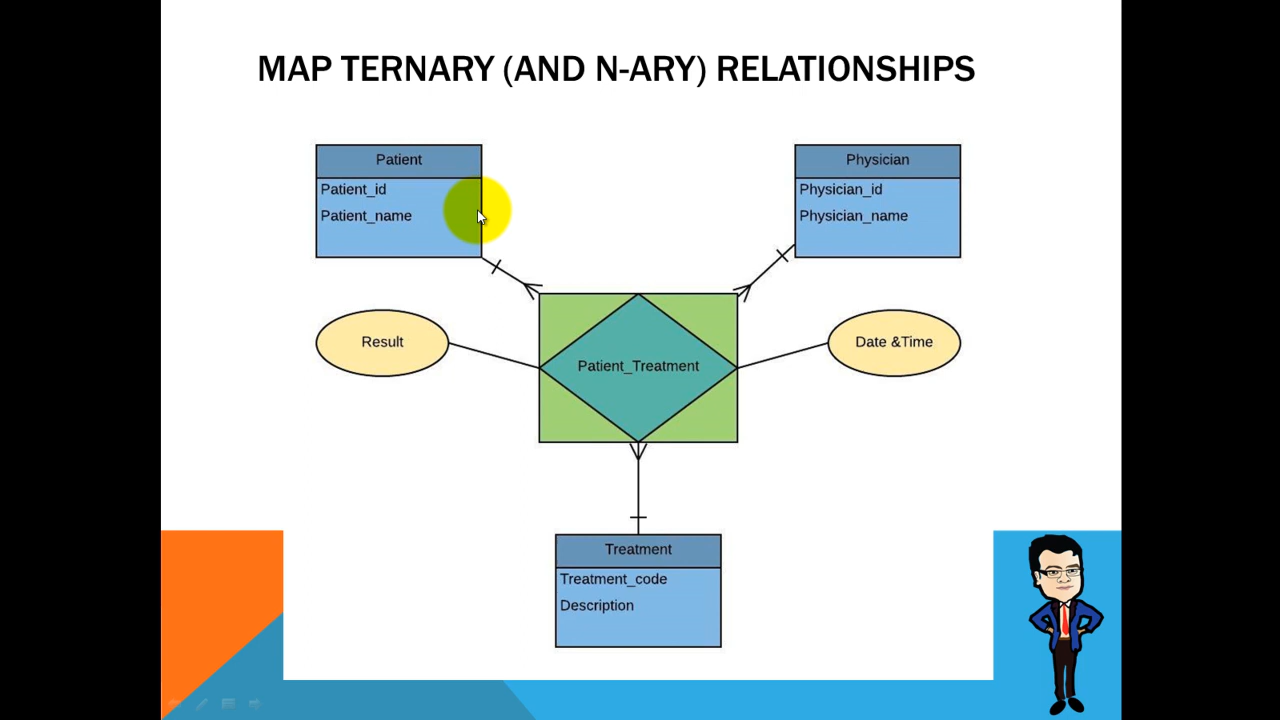 MAP TERNARY (AND N-ARY) RELATIONSHIPS
Patient
Patient_id
Patient_name
Physician
Physician_id
Physician_name
Result
Patient_Treatment
Date &Time
Treatment
Treatment_code
Description